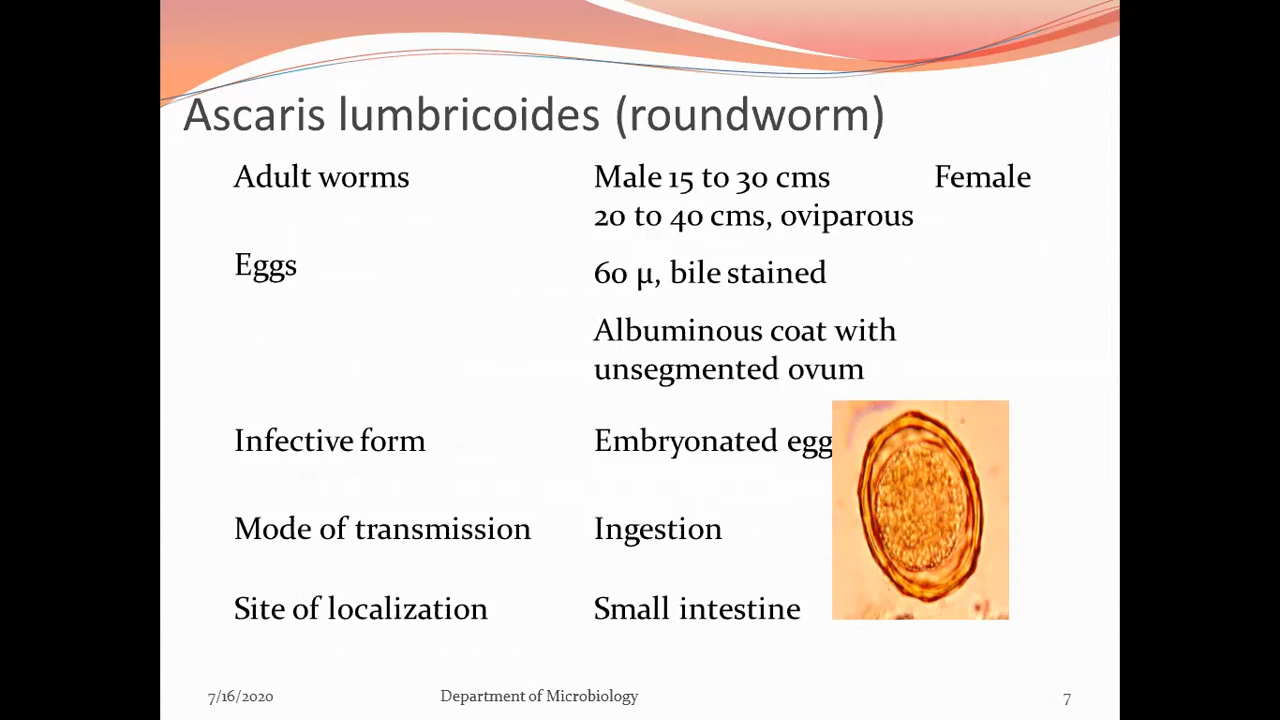 Ascaris lumbricoides (roundworm)
Adult worms
Male 15 to 30 cms Female
20 to 40 cms, oviparous
Eggs
60 µ, bile stained
Albuminous coat with
unsegmented ovum
Infective form
Embryonated egg
Mode of transmission
Ingestion
Site of localization
Small intestine
7/16/2020
Department of Microbiology
7